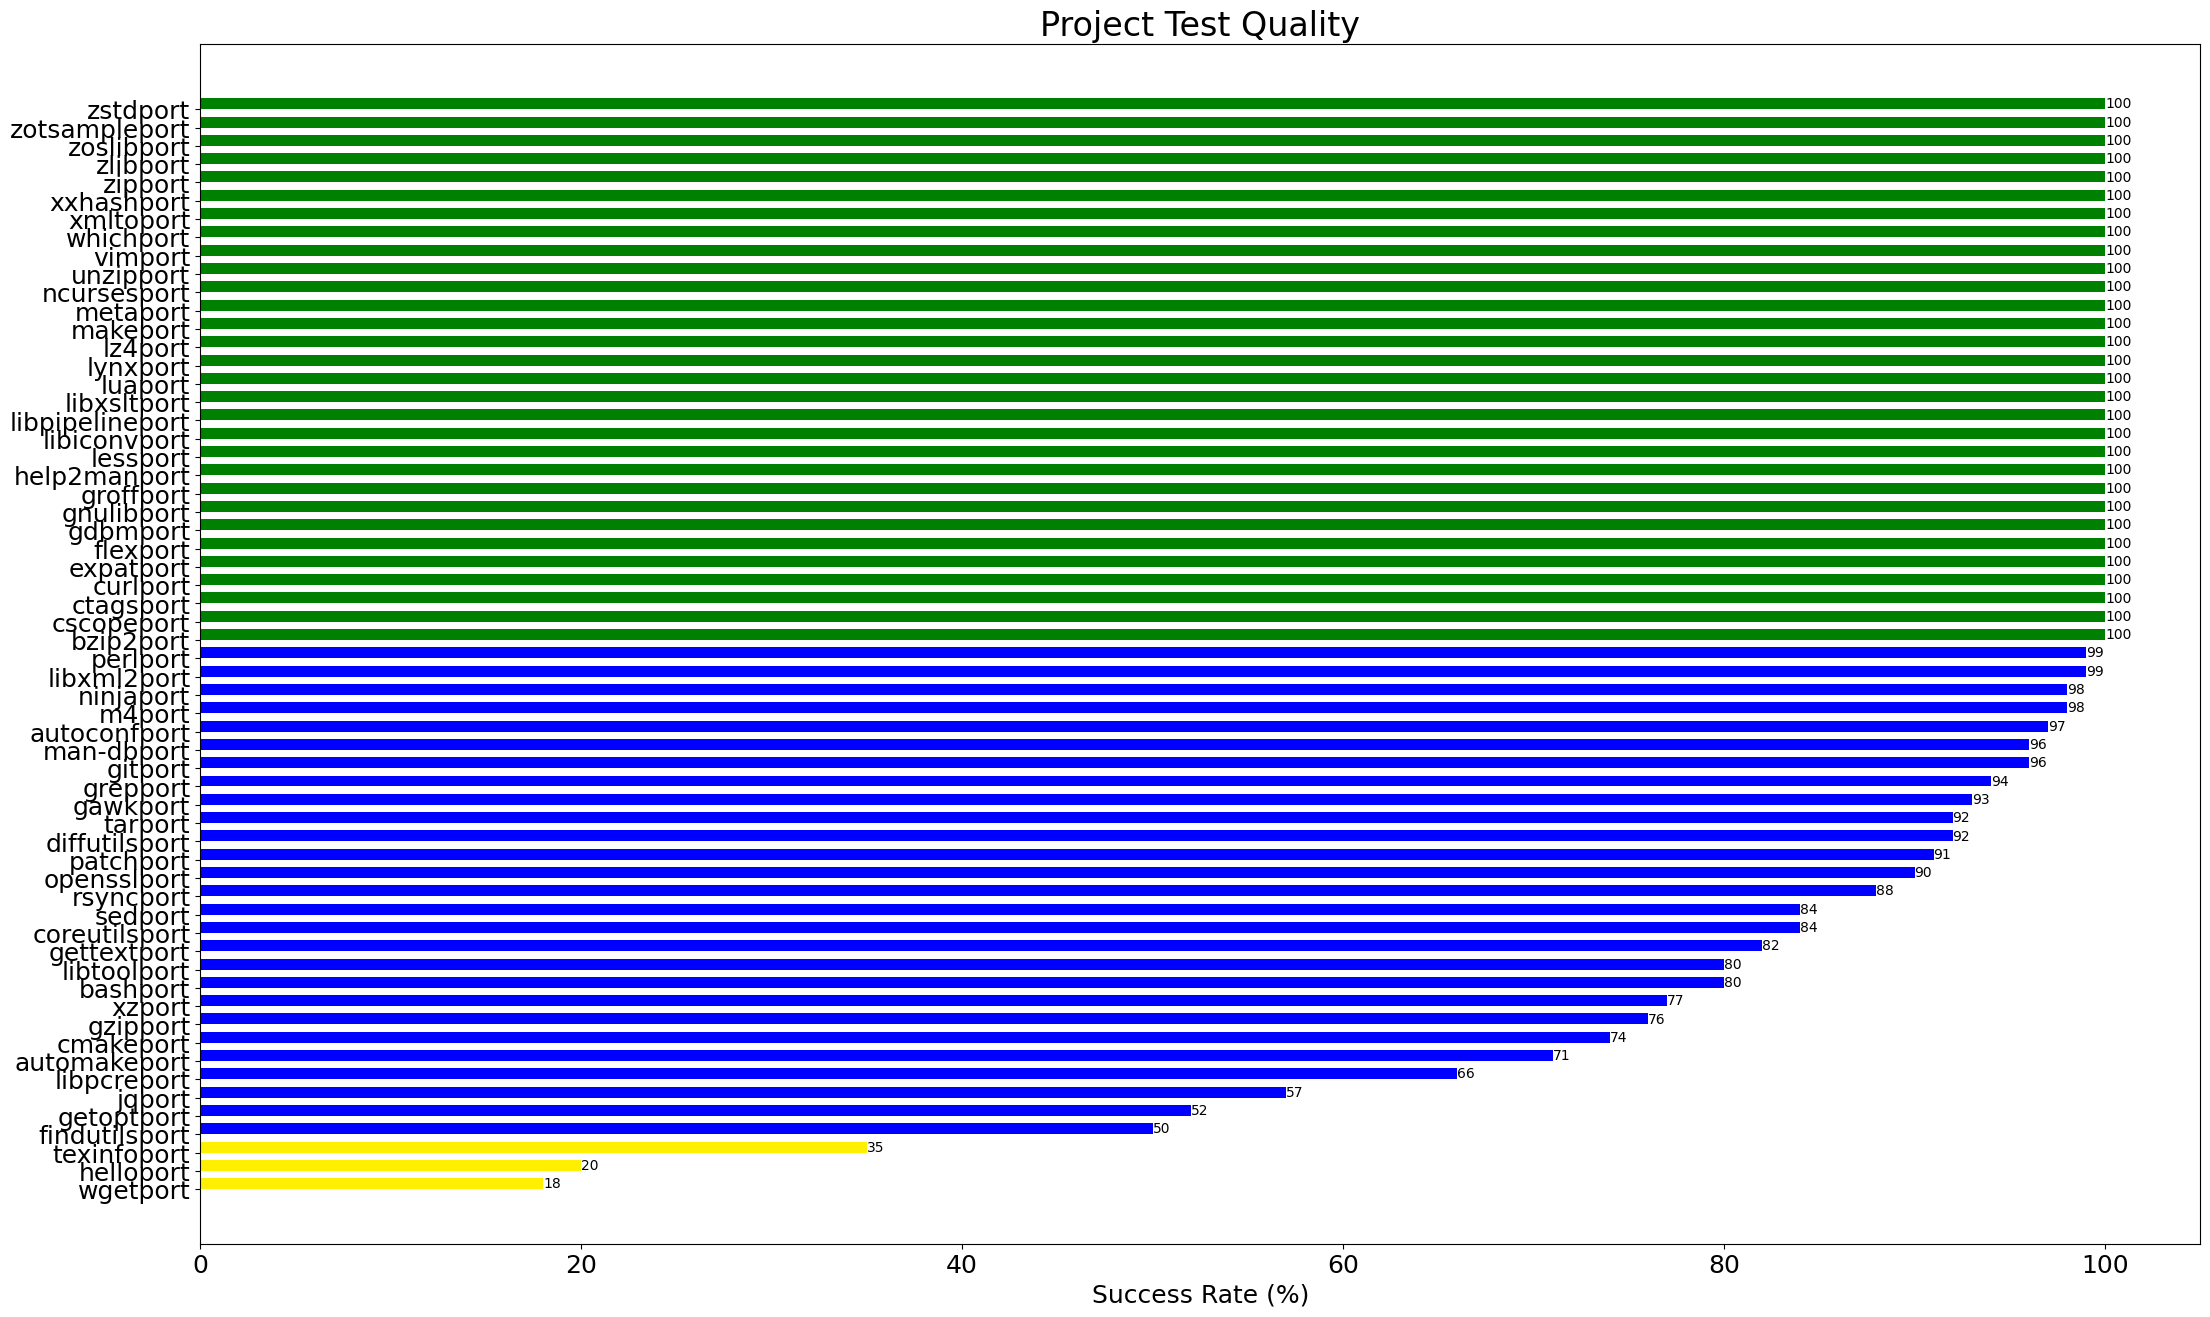 Project Test Quality
zstdport 100
zotsampleport 100
zoslibport 100
zlibport 100
zipport 100
xxhashport 100
xmltoport 100
whichport 100
vimport 100
unzipport 100
ncursesport 100
metaport 100
makeport 100
lz4port 100
lynxport 100
luaport 100
libxsltport 100
libpipelineport 100
libiconvport 100
lessport 100
help2manport 100
groffport 100
gnulibport 100
gdbmport 100
flexport 100
expatport 100
curlport 100
ctagsport 100
cscopeport 100
bzip2port 100
perlport 99
libxml2port 99
ninjaport 98
m4port 98
autoconfport 97
man-dbport 96
gitport 96
grepport 94
gawkport 93
tarport 92
diffutilsport 92
patchport 91
opensslport 90
rsyncport 88
sedport 84
coreutilsport 84
gettextport 82
libtoolport 80
bashport 80
xzport 77
gzipport 76
cmakeport 74
automakeport 71
libpcreport 66
jqport 57
getoptport 52
findutilsport 50
texinfoport 35
helloport 20
wgetport 18
0 20 40 60 80 100
Success Rate (%)